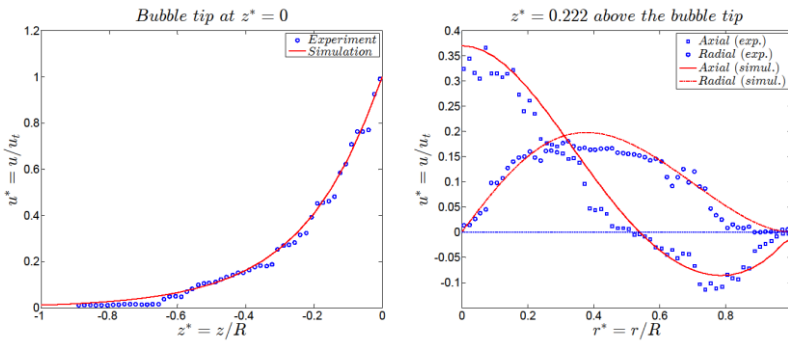 Bubble tip at z* = 0
Experiment
Simulation
u* = u/u_t
1.2
1
0.8
0.6
0.4
0.2
0
-1
-0.8
-0.6
-0.4
-0.2
0
z* = z/R
z* = 0.222 above the bubble tip
Axial (exp.)
Radial (exp.)
Axial (simul.)
Radial (simul.)
u* = u/u_t
0.4
0.35
0.3
0.25
0.2
0.15
0.1
0.05
0
-0.05
-0.1
0
0.2
0.4
0.6
0.8
r* = r/R